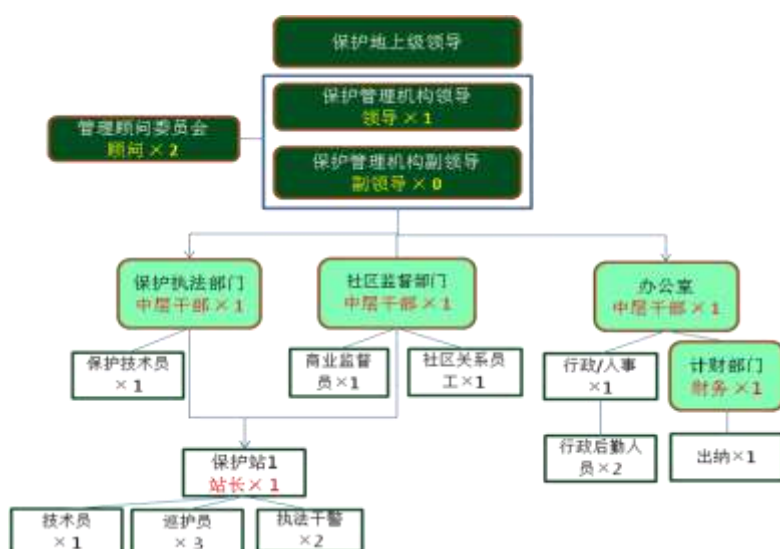 保护地上级领导
保护管理机构领导
领导×1
管理顾问委员会
顾问×2
保护管理机构副领导
副领导×0
保护执法部门
中层干部×1
社区监督部门
中层干部×1
办公室
中层干部×1
保护技术员
×1
商业监督
员×1
社区关系员
工×1
行政/人事
×1
计财部门
财务×1
行政后勤人
员×2
出纳×1
保护站1
站长×1
技术员
×1
巡护员
×3
执法干警
×2